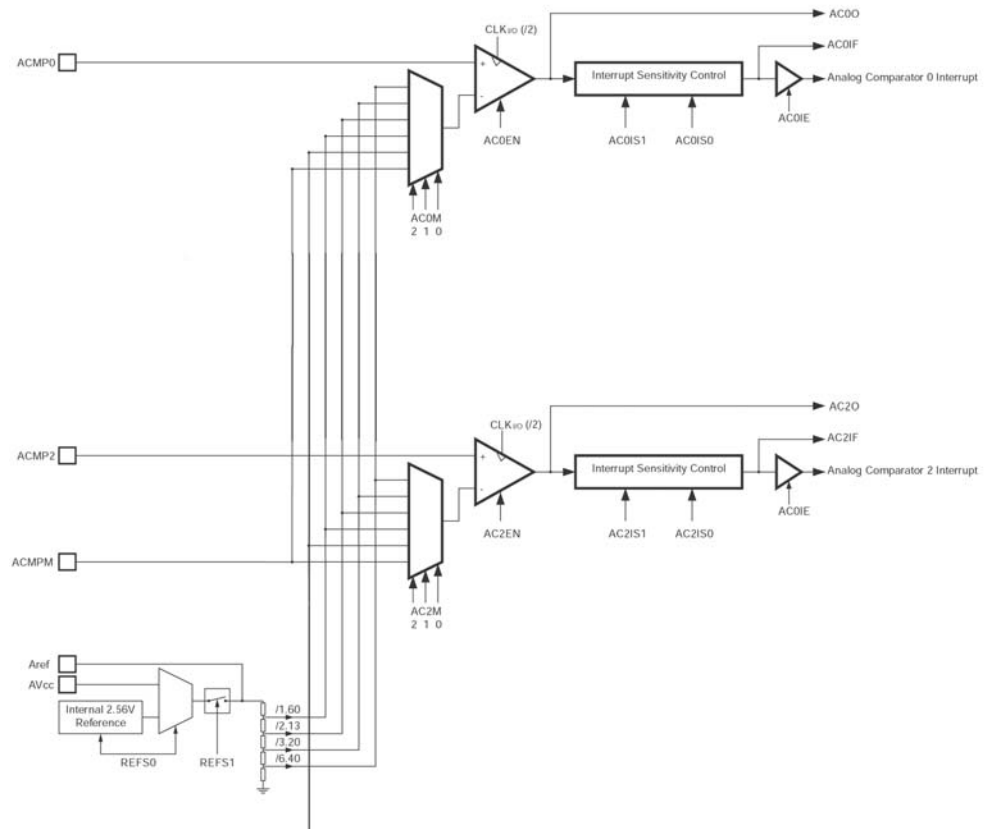 AC0O
CLKI/O (/2)
AC0IF
ACMP0
+
Interrupt Sensitivity Control
Analog Comparator 0 Interrupt
-
AC0EN
AC0IS1
AC0IS0
AC0IE
AC0M
2 1 0
AC2O
CLKI/O (/2)
AC2IF
ACMP2
+
Interrupt Sensitivity Control
Analog Comparator 2 Interrupt
-
AC0IE
AC2EN
AC2IS1
AC2IS0
ACMPM
AC2M
2 1 0
Aref
AVcc
Internal 2.56V
Reference
/1.60
/2.13
/3.20
/6.40
REFS0
REFS1